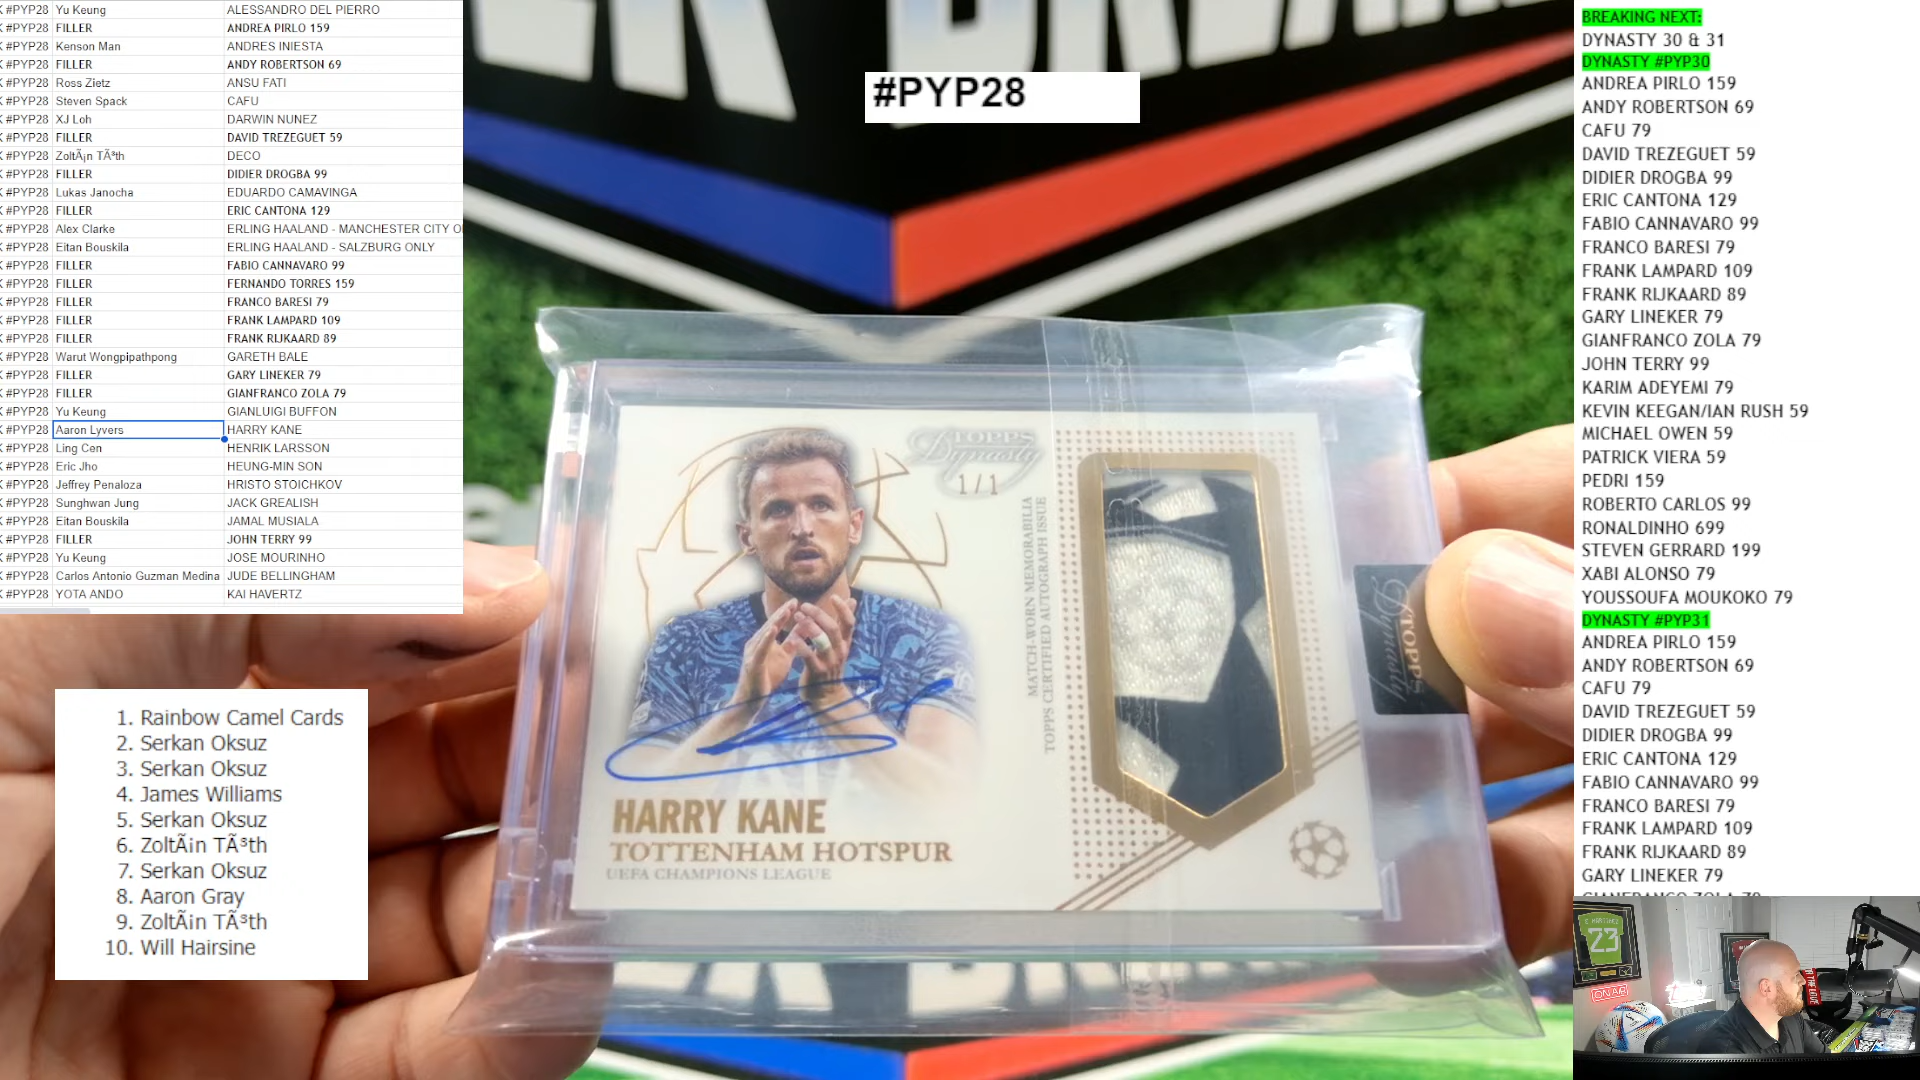 K #PYP28 Yu Keung ALESSANDRO DEL PIERRO
K #PYP28 FILLER ANDREA PIRLO 159
K #PYP28 Kenson Man ANDRES INIESTA
K #PYP28 FILLER ANDY ROBERTSON 69
K #PYP28 Ross Zietz ANSU FATI
K #PYP28 Steven Spack CAFU
K #PYP28 XJ Loh DARWIN NUNEZ
K #PYP28 FILLER DAVID TREZEGUET 59
K #PYP28 ZoltÃ¡n TÃ³th DECO
K #PYP28 FILLER DIDIER DROGBA 99
K #PYP28 Lukas Janocha EDUARDO CAMAVINGA
K #PYP28 FILLER ERIC CANTONA 129
K #PYP28 Alex Clarke ERLING HAALAND - MANCHESTER CITY O
K #PYP28 Eitan Bouskila ERLING HAALAND - SALZBURG ONLY
K #PYP28 FILLER FABIO CANNAVARO 99
K #PYP28 FILLER FERNANDO TORRES 159
K #PYP28 FILLER FRANCO BARESI 79
K #PYP28 FILLER FRANK LAMPARD 109
K #PYP28 FILLER FRANK RIJKAARD 89
K #PYP28 Warut Wongpipathpong GARETH BALE
K #PYP28 FILLER GARY LINEKER 79
K #PYP28 FILLER GIANFRANCO ZOLA 79
K #PYP28 Yu Keung GIANLUIGI BUFFON
K #PYP28 Aaron Lyvers HARRY KANE
K #PYP28 Ling Cen HENRIK LARSSON
K #PYP28 Eric Jho HEUNG-MIN SON
K #PYP28 Jeffrey Penaloza HRISTO STOICHKOV
K #PYP28 Sunghwan Jung JACK GREALISH
K #PYP28 Eitan Bouskila JAMAL MUSIALA
K #PYP28 FILLER JOHN TERRY 99
K #PYP28 Yu Keung JOSE MOURINHO
K #PYP28 Carlos Antonio Guzman Medina JUDE BELLINGHAM
K #PYP28 YOTA ANDO KAI HAVERTZ
1. Rainbow Camel Cards
2. Serkan Oksuz
3. Serkan Oksuz
4. James Williams
5. Serkan Oksuz
6. ZoltÃin TÃ³th
7. Serkan Oksuz
8. Aaron Gray
9. ZoltÃin TÃ³th
10. Will Hairsine
#PYP28
TOPPS
Dynasty
1/1
MATCH-WORN MEMORABILIA
TOPPS CERTIFIED AUTOGRAPH ISSUE
HARRY KANE
TOTTENHAM HOTSPUR
UEFA CHAMPIONS LEAGUE
TOPPS
Dynasty
BREAKING NEXT:
DYNASTY 30 & 31
DYNASTY #PYP30
ANDREA PIRLO 159
ANDY ROBERTSON 69
CAFU 79
DAVID TREZEGUET 59
DIDIER DROGBA 99
ERIC CANTONA 129
FABIO CANNAVARO 99
FRANCO BARESI 79
FRANK LAMPARD 109
FRANK RIJKAARD 89
GARY LINEKER 79
GIANFRANCO ZOLA 79
JOHN TERRY 99
KARIM ADEYEMI 79
KEVIN KEEGAN/IAN RUSH 59
MICHAEL OWEN 59
PATRICK VIERA 59
PEDRI 159
ROBERTO CARLOS 99
RONALDINHO 699
STEVEN GERRARD 199
XABI ALONSO 79
YOUSSOUFA MOUKOKO 79
DYNASTY #PYP31
ANDREA PIRLO 159
ANDY ROBERTSON 69
CAFU 79
DAVID TREZEGUET 59
DIDIER DROGBA 99
ERIC CANTONA 129
FABIO CANNAVARO 99
FRANCO BARESI 79
FRANK LAMPARD 109
FRANK RIJKAARD 89
GARY LINEKER 79
GIANFRANCO ZOLA 79
23
ON AIR